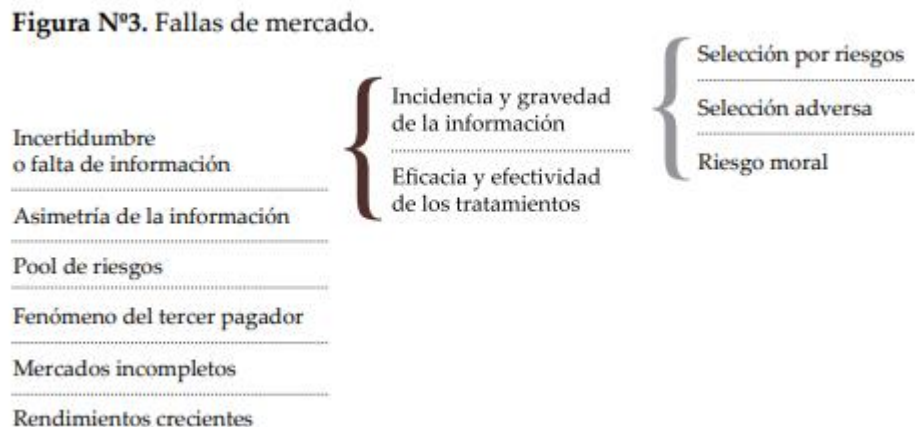 Figura Nº3. Fallas de mercado.
Incertidumbre
o falta de información
Asimetría de la información
Pool de riesgos
Fenómeno del tercer pagador
Mercados incompletos
Rendimientos crecientes
Incidencia y gravedad
de la información
Eficacia y efectividad
de los tratamientos
Selección por riesgos
Selección adversa
Riesgo moral